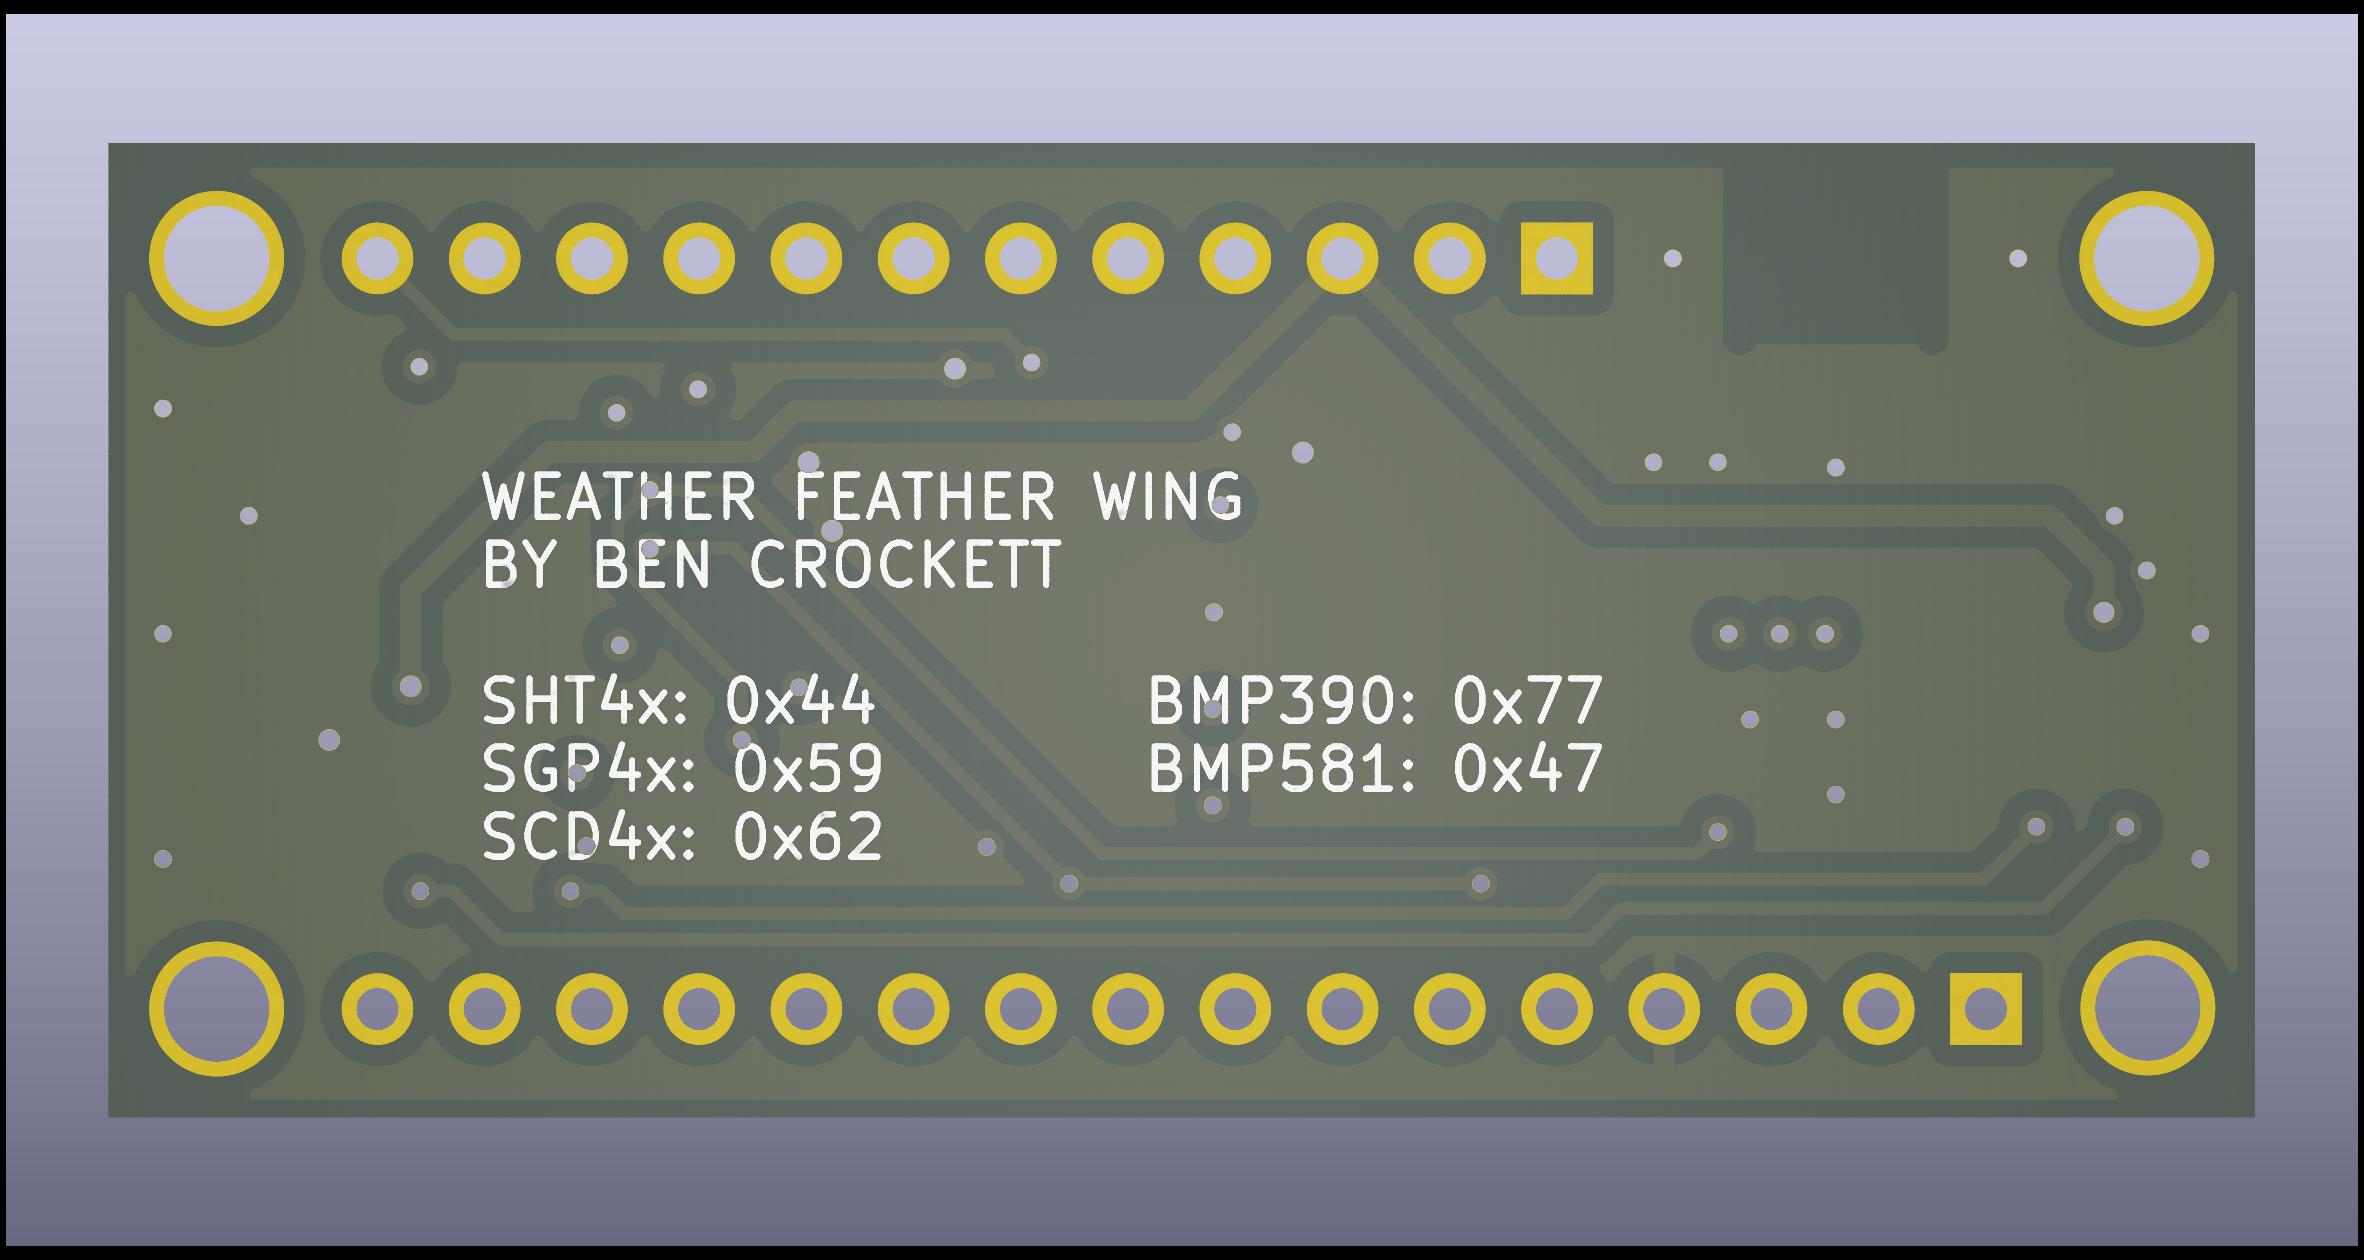 WEATHER FEATHER WING
BY BEN CROCKETT
SHT4x: 0x44
SGP4x: 0x59
SCD4x: 0x62
BMP390: 0x77
BMP581: 0x47